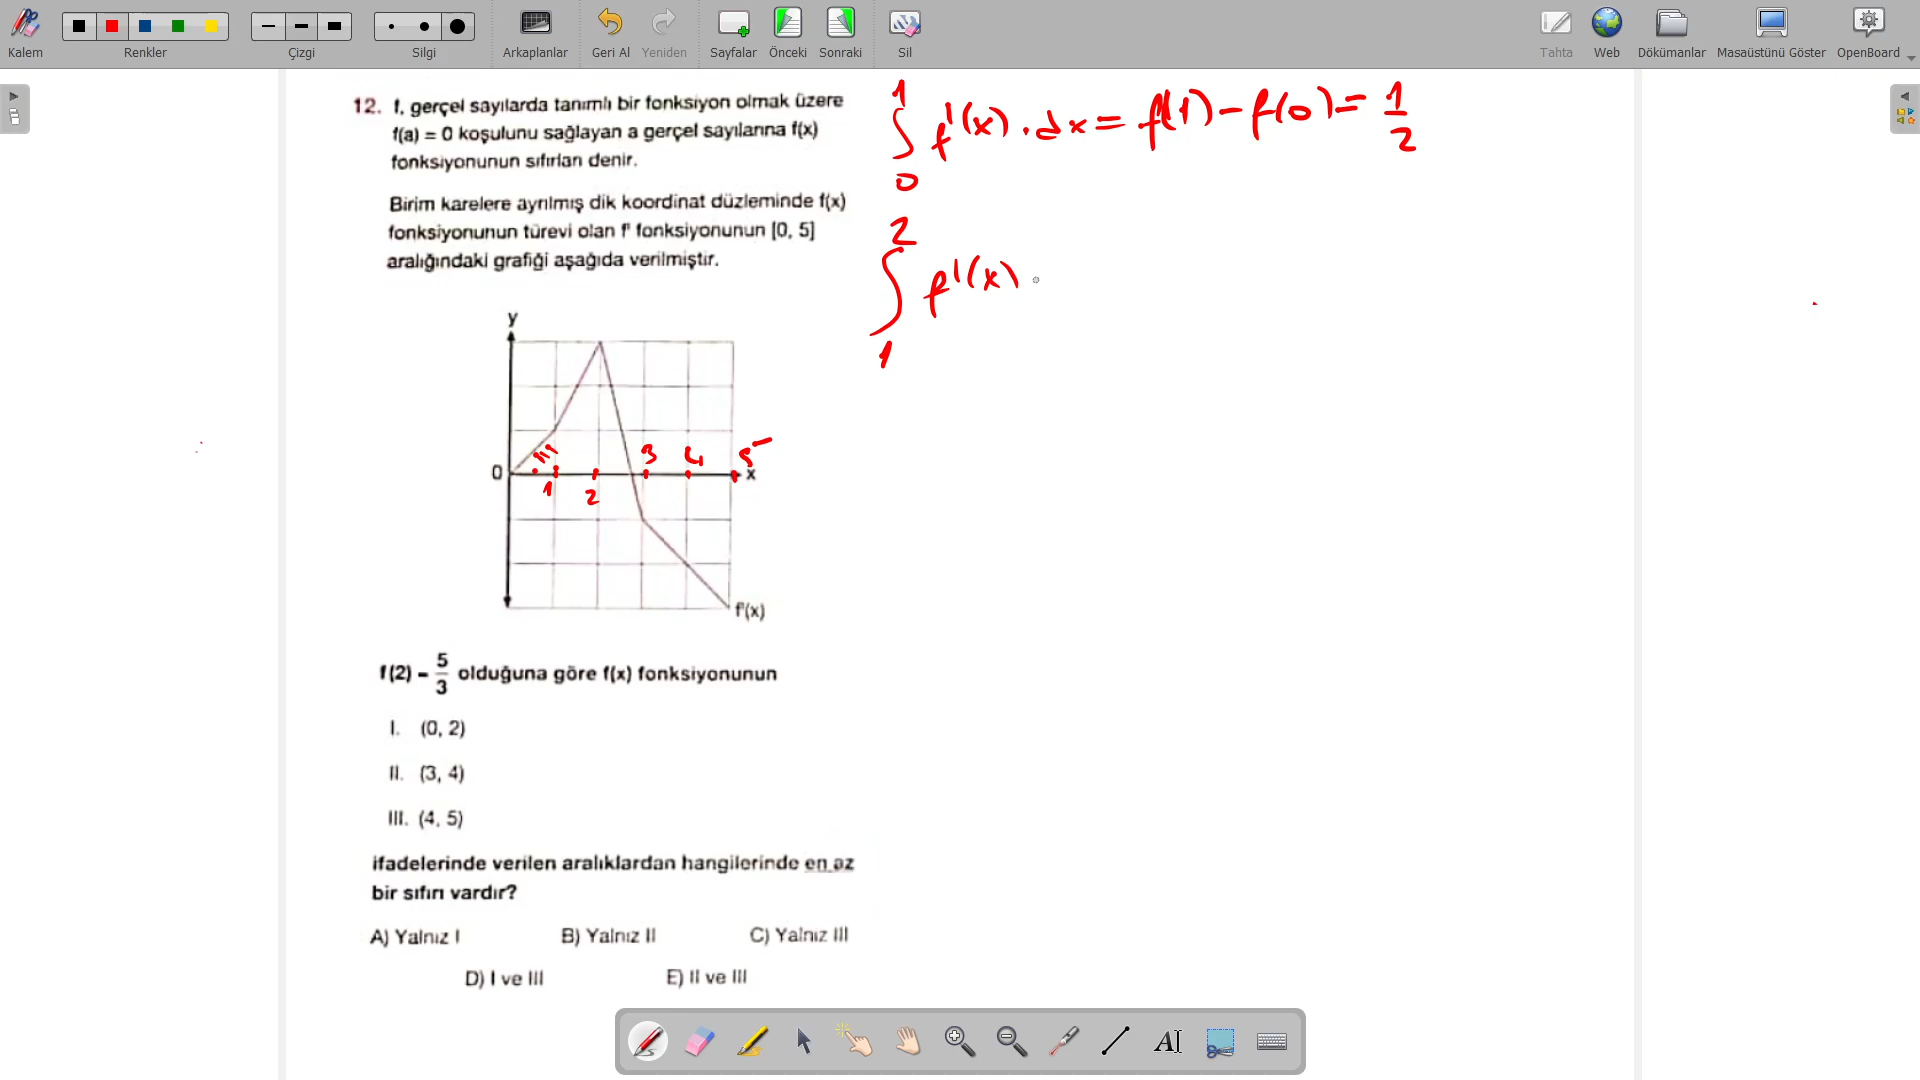 Kalem
Renkler
Çizgi
Silgi
Arkaplanlar
Geri Al
Yeniden
Sayfalar
Önceki
Sonraki
Sil
Tahta
Web
Dökümanlar
Masaüstünü Göster
OpenBoard
12. f, gerçel sayılarda tanımlı bir fonksiyon olmak üzere
f(a) = 0 koşulunu sağlayan a gerçel sayılarına f(x)
fonksiyonunun sıfırları denir.
Birim karelere ayrılmış dik koordinat düzleminde f(x)
fonksiyonunun türevi olan f' fonksiyonunun [0, 5]
aralığındaki grafiği aşağıda verilmiştir.
y
0
x
1
2
3
4
5
f'(x)
f(2) = 5/3 olduğuna göre f(x) fonksiyonunun
I. (0, 2)
II. (3, 4)
III. (4, 5)
ifadelerinde verilen aralıklardan hangilerinde en az
bir sıfırı vardır?
A) Yalnız I
B) Yalnız II
C) Yalnız III
D) I ve III
E) II ve III
∫₀¹ f'(x) . dx = f(1) - f(0) = 1/2
∫₁² f'(x)
AI